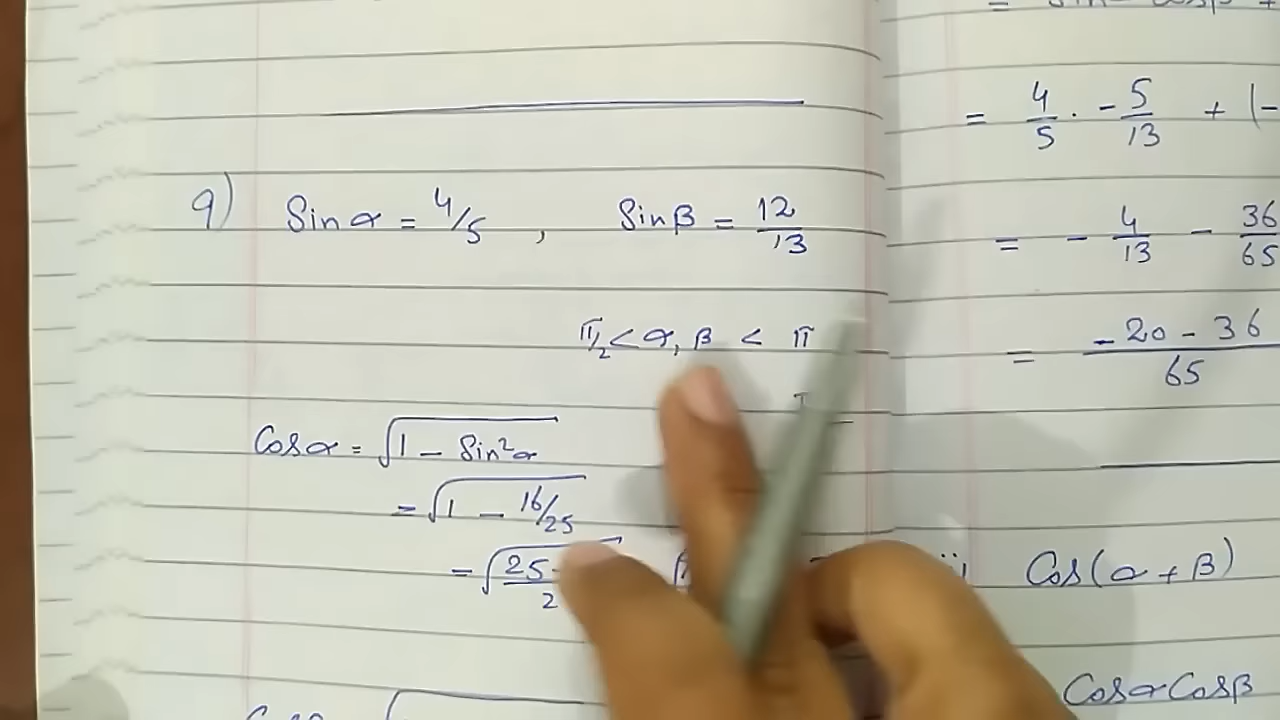 9) Sin α = 4/5 , Sin β = 12/13
π/2 < α, β < π
Cos α = √(1 - Sin²α)
= √(1 - 16/25)
= √(25
= 4/5 · -5/13 + (-
= - 4/13 - 36/65
= (-20 - 36)/65
Cos(α + β)
Cos α Cos β